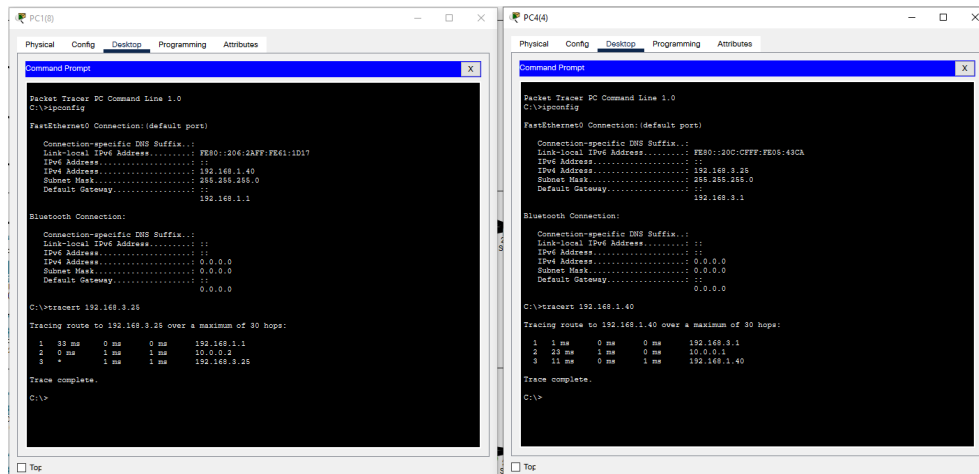 PC1(8)
Physical Config Desktop Programming Attributes
Command Prompt
X
Packet Tracer PC Command Line 1.0
C:\>ipconfig
FastEthernet0 Connection:(default port)
Connection-specific DNS Suffix..:
Link-local IPv6 Address.........: FE80::206:2AFF:FE61:1D17
IPv6 Address....................: ::
IPv4 Address....................: 192.168.1.40
Subnet Mask.....................: 255.255.255.0
Default Gateway.................: ::
192.168.1.1
Bluetooth Connection:
Connection-specific DNS Suffix..:
Link-local IPv6 Address.........: ::
IPv6 Address....................: ::
IPv4 Address....................: 0.0.0.0
Subnet Mask.....................: 0.0.0.0
Default Gateway.................: ::
0.0.0.0
C:\>tracert 192.168.3.25
Tracing route to 192.168.3.25 over a maximum of 30 hops:
1 33 ms 0 ms 0 ms 192.168.1.1
2 0 ms 1 ms 1 ms 10.0.0.2
3 * 1 ms 1 ms 192.168.3.25
Trace complete.
C:\>
Top
PC4(4)
Physical Config Desktop Programming Attributes
Command Prompt
X
Packet Tracer PC Command Line 1.0
C:\>ipconfig
FastEthernet0 Connection:(default port)
Connection-specific DNS Suffix..:
Link-local IPv6 Address.........: FE80::20C:CFFF:FE05:43CA
IPv6 Address....................: ::
IPv4 Address....................: 192.168.3.25
Subnet Mask.....................: 255.255.255.0
Default Gateway.................: ::
192.168.3.1
Bluetooth Connection:
Connection-specific DNS Suffix..:
Link-local IPv6 Address.........: ::
IPv6 Address....................: ::
IPv4 Address....................: 0.0.0.0
Subnet Mask.....................: 0.0.0.0
Default Gateway.................: ::
0.0.0.0
C:\>tracert 192.168.1.40
Tracing route to 192.168.1.40 over a maximum of 30 hops:
1 1 ms 0 ms 0 ms 192.168.3.1
2 23 ms 1 ms 0 ms 10.0.0.1
3 11 ms 0 ms 1 ms 192.168.1.40
Trace complete.
C:\>
Top